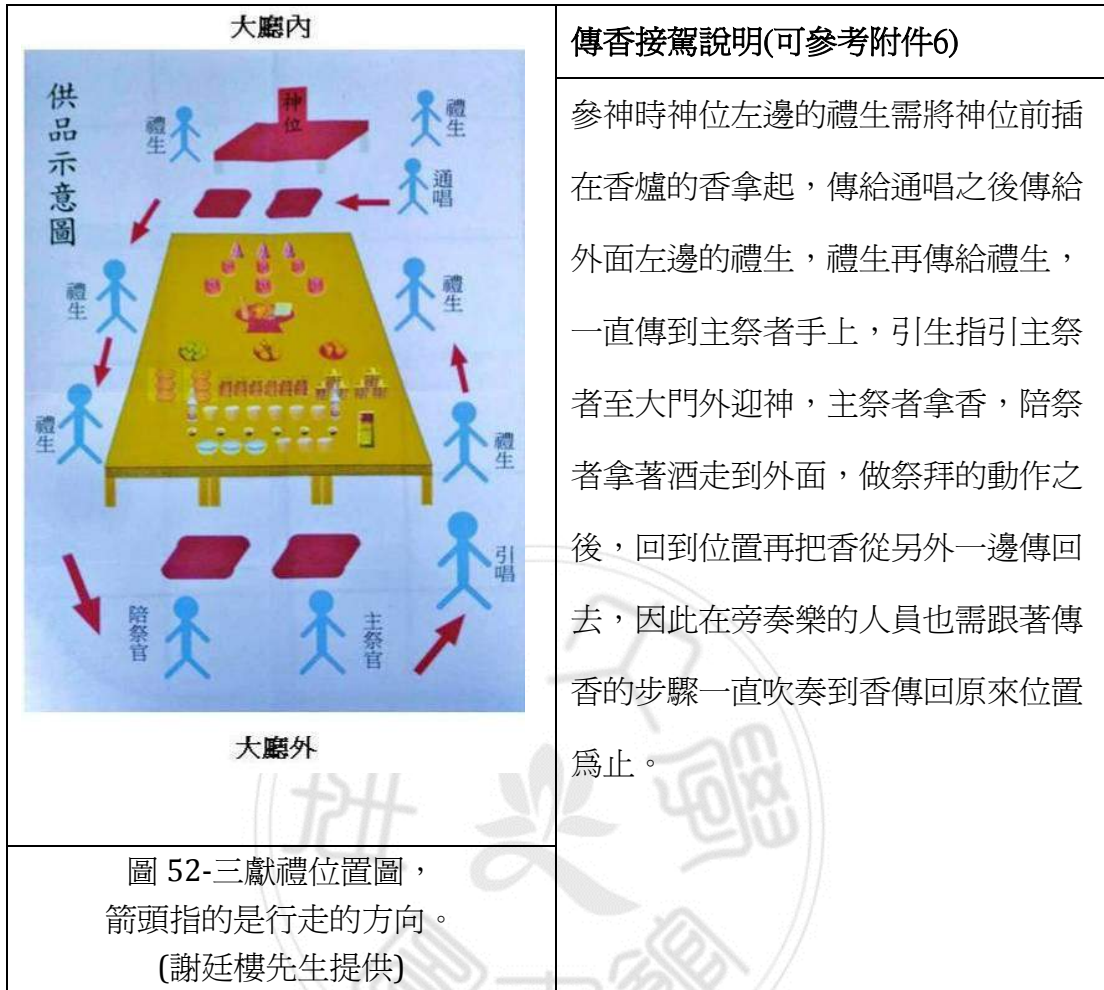 大廳內
供品示意圖
神位
禮生
禮生
通唱
禮生
禮生
禮生
禮生
引唱
陪祭官
主祭官
大廳外
圖 52-三獻禮位置圖，
箭頭指的是行走的方向。
(謝廷樓先生提供)
傳香接駕說明(可參考附件6)
參神時神位左邊的禮生需將神位前插
在香爐的香拿起，傳給通唱之後傳給
外面左邊的禮生，禮生再傳給禮生，
一直傳到主祭者手上，引生指引主祭
者至大門外迎神，主祭者拿香，陪祭
者拿著酒走到外面，做祭拜的動作之
後，回到位置再把香從另外一邊傳回
去，因此在旁奏樂的人員也需跟著傳
香的步驟一直吹奏到香傳回原來位置
為止。